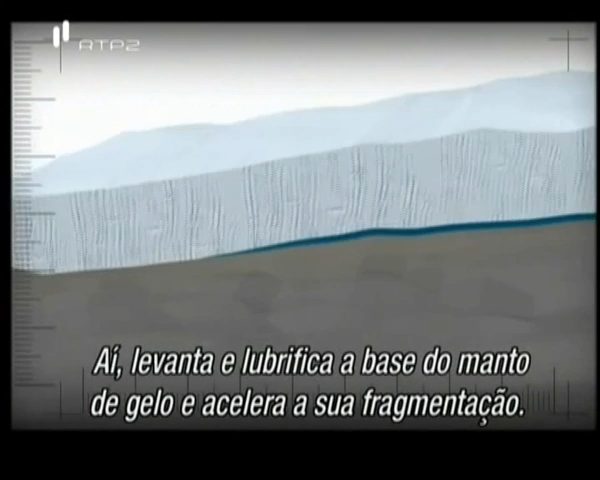 RTP2
Aí, levanta e lubrifica a base do manto
de gelo e acelera a sua fragmentação.